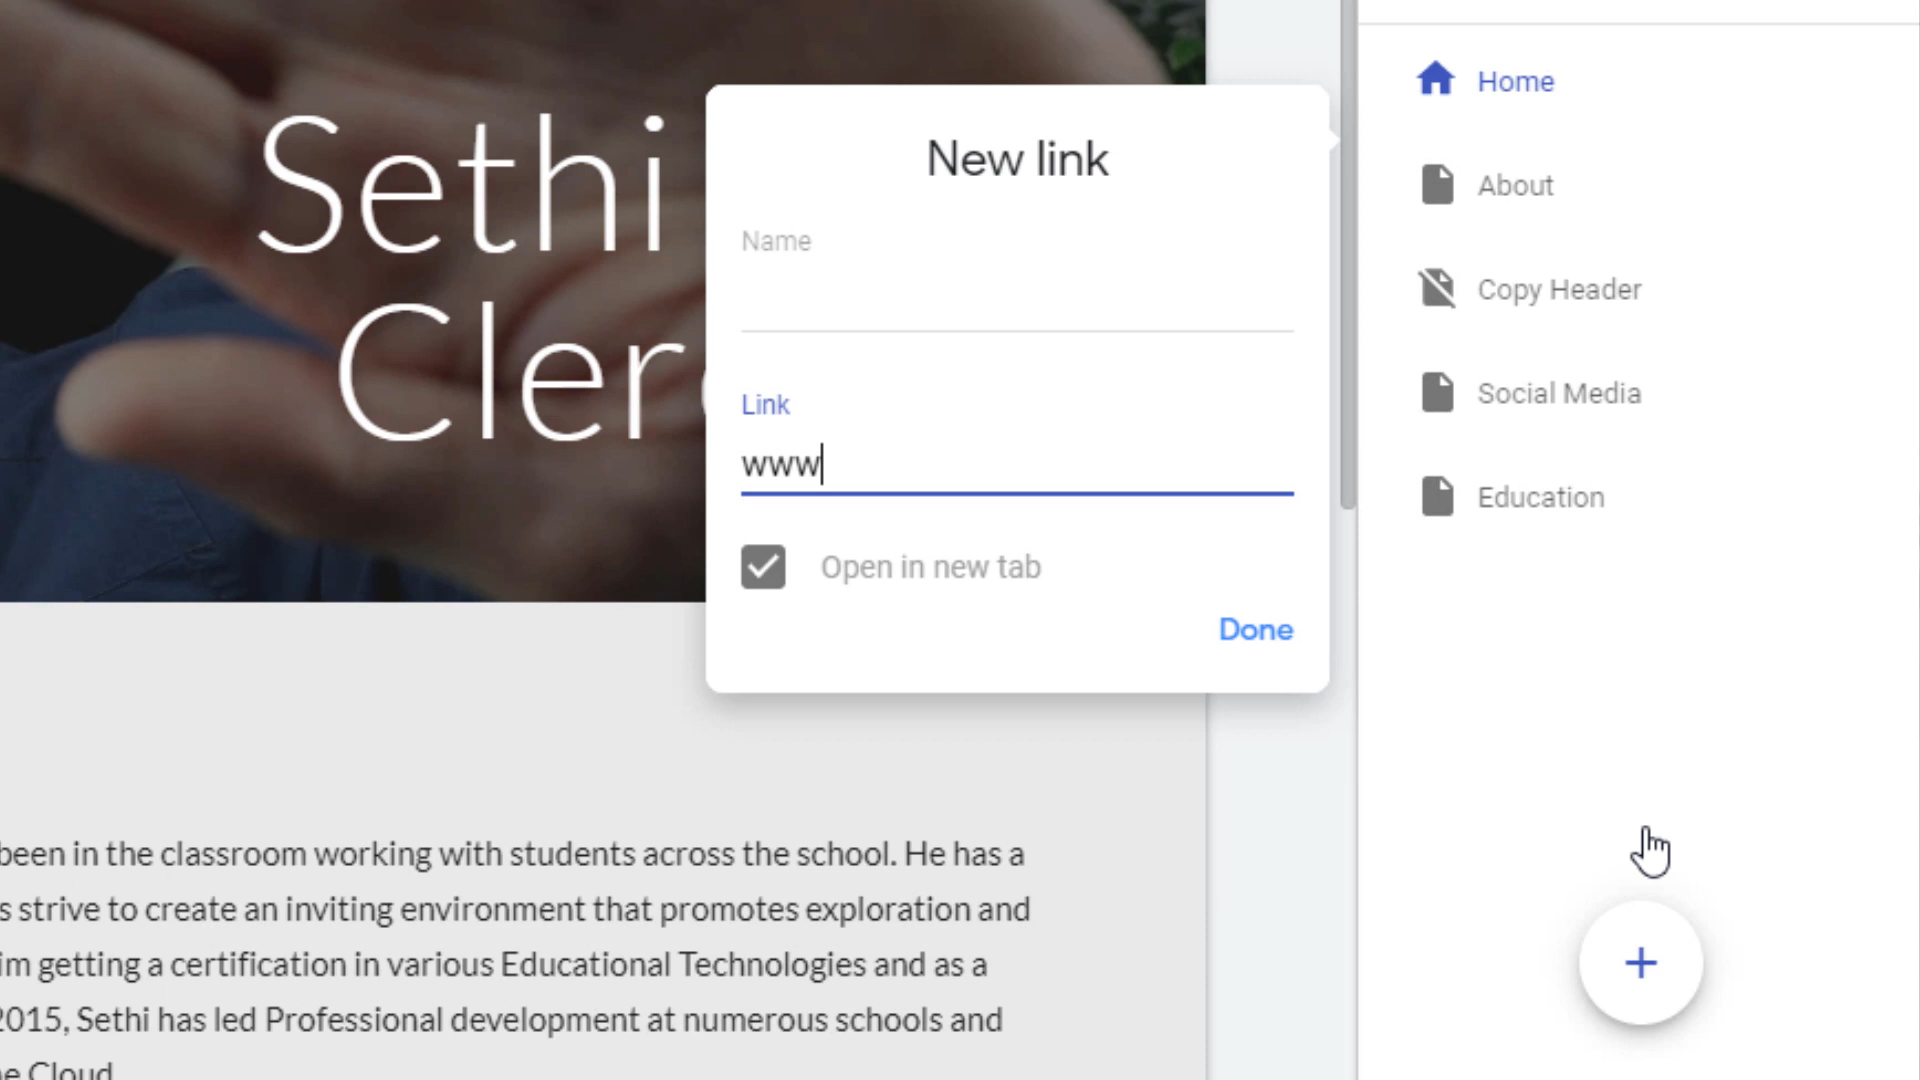 Sethi
New link
Name
Link
www
Open in new tab
Done
Home
About
Copy Header
Social Media
Education
been in the classroom working with students across the school. He has a
strive to create an inviting environment that promotes exploration and
getting a certification in various Educational Technologies and as a
2015, Sethi has led Professional development at numerous schools and
Cloud